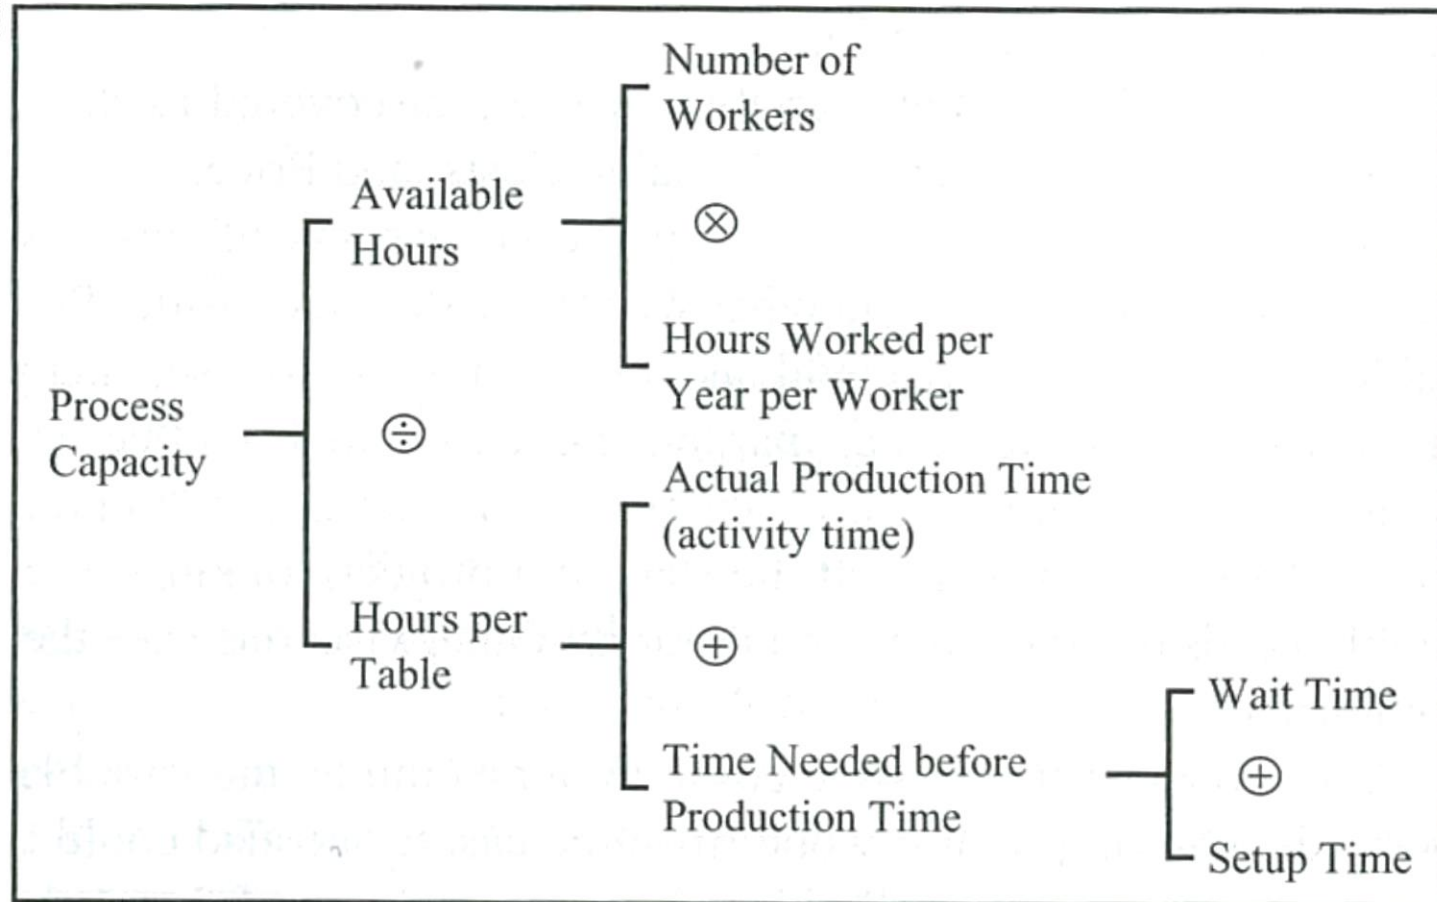 Number of
Workers
Available
Hours
⊗
Hours Worked per
Year per Worker
Process
Capacity
÷
Actual Production Time
(activity time)
Hours per
Table
⊕
Wait Time
Time Needed before
Production Time
⊕
Setup Time